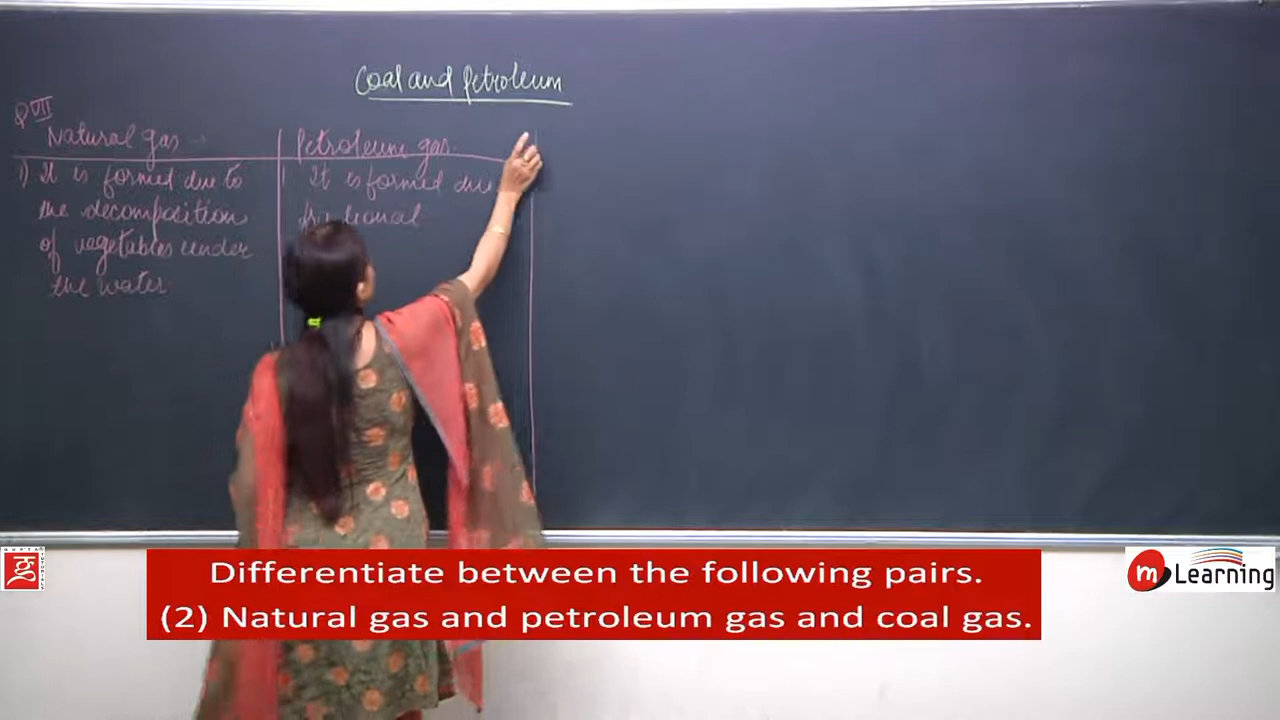 Coal and Petroleum
Q VII
Natural gas
1) It is formed due to
the decomposition
of vegetables under
the water.
Petroleum gas.
It is formed due
Differentiate between the following pairs.
(2) Natural gas and petroleum gas and coal gas.
m Learning